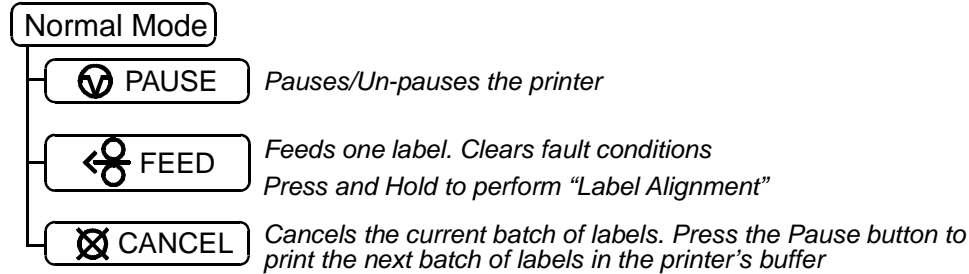 Normal Mode
PAUSE
Pauses/Un-pauses the printer
FEED
Feeds one label. Clears fault conditions
Press and Hold to perform “Label Alignment”
CANCEL
Cancels the current batch of labels. Press the Pause button to
print the next batch of labels in the printer’s buffer